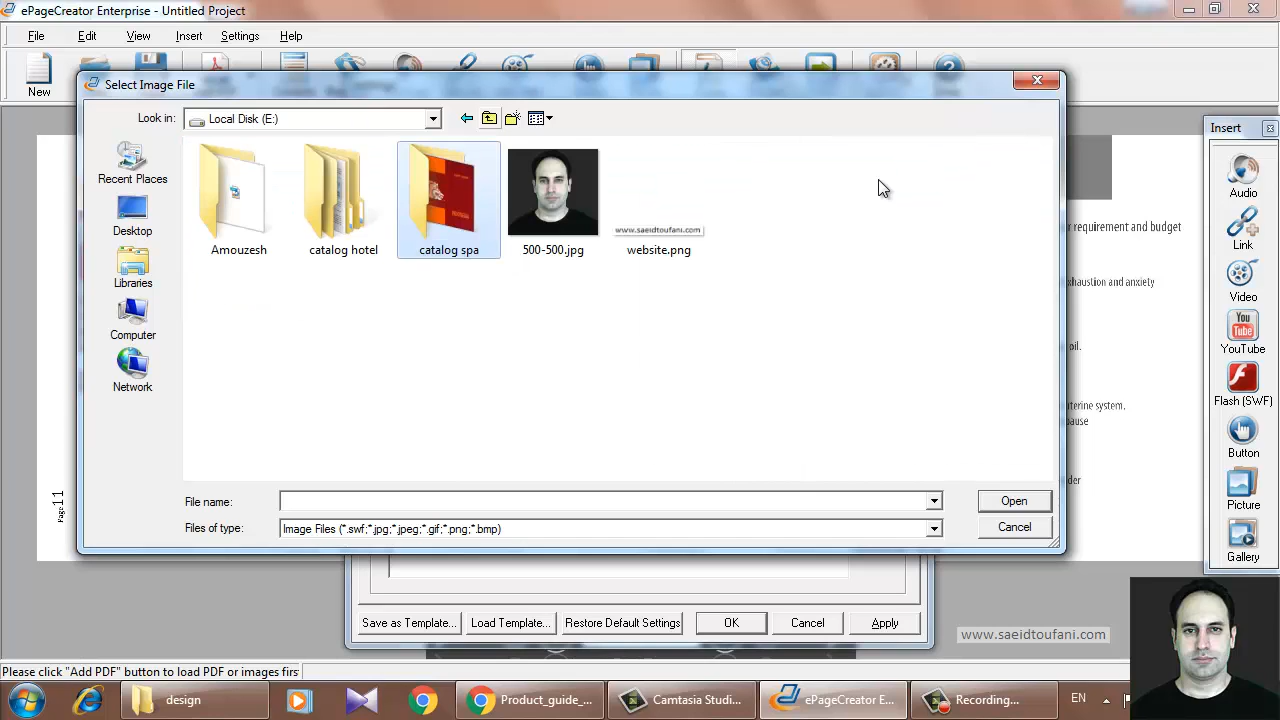 ePageCreator Enterprise - Untitled Project
File Edit View Insert Settings Help
New
Select Image File
Look in: Local Disk (E:)
Recent Places
Desktop
Libraries
Computer
Network
Amouzesh
catalog hotel
catalog spa
500-500.jpg
www.saeidtoufani.com
website.png
File name:
Open
Files of type: Image Files (*.swf;*.jpg;*.jpeg;*.gif;*.png;*.bmp)
Cancel
Insert
Audio
Link
Video
You
Tube
YouTube
Flash (SWF)
Button
Picture
Gallery
r requirement and budget
xhaustion and anxiety
oil.
terine system.
pause
der
Page 11
Save as Template... Load Template... Restore Default Settings OK Cancel Apply
www.saeidtoufani.com
Please click "Add PDF" button to load PDF or images firs
design
Product_guide_...
Camtasia Studi...
ePageCreator E...
Recording...
EN